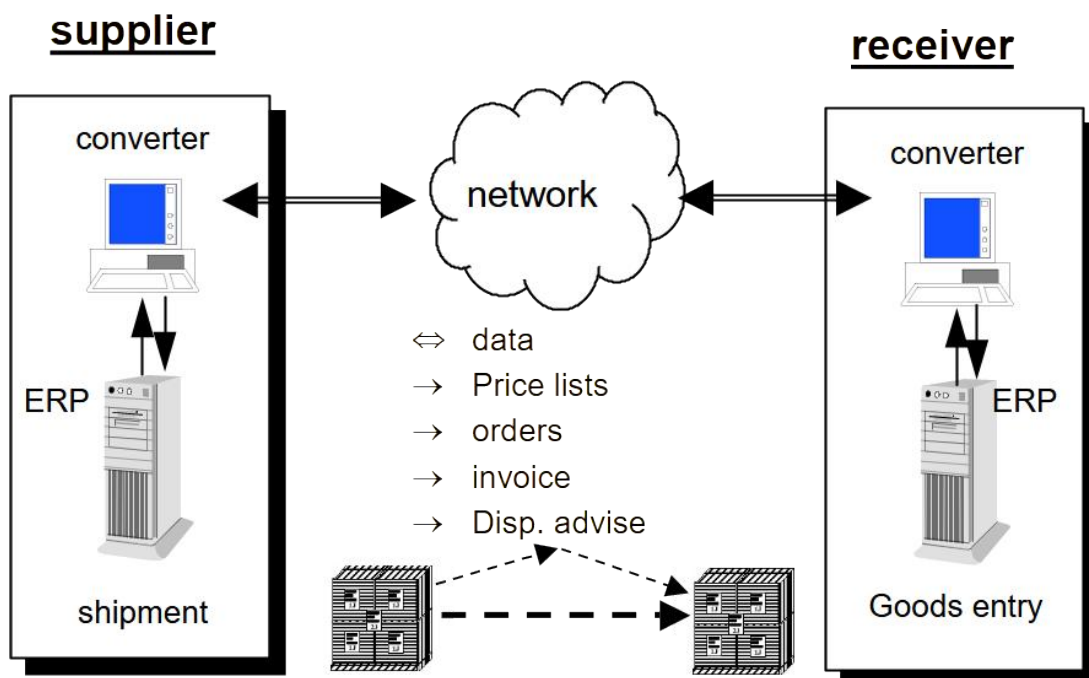 supplier
receiver
converter
converter
network
ERP
ERP
⇔ data
→ Price lists
→ orders
→ invoice
→ Disp. advise
shipment
Goods entry